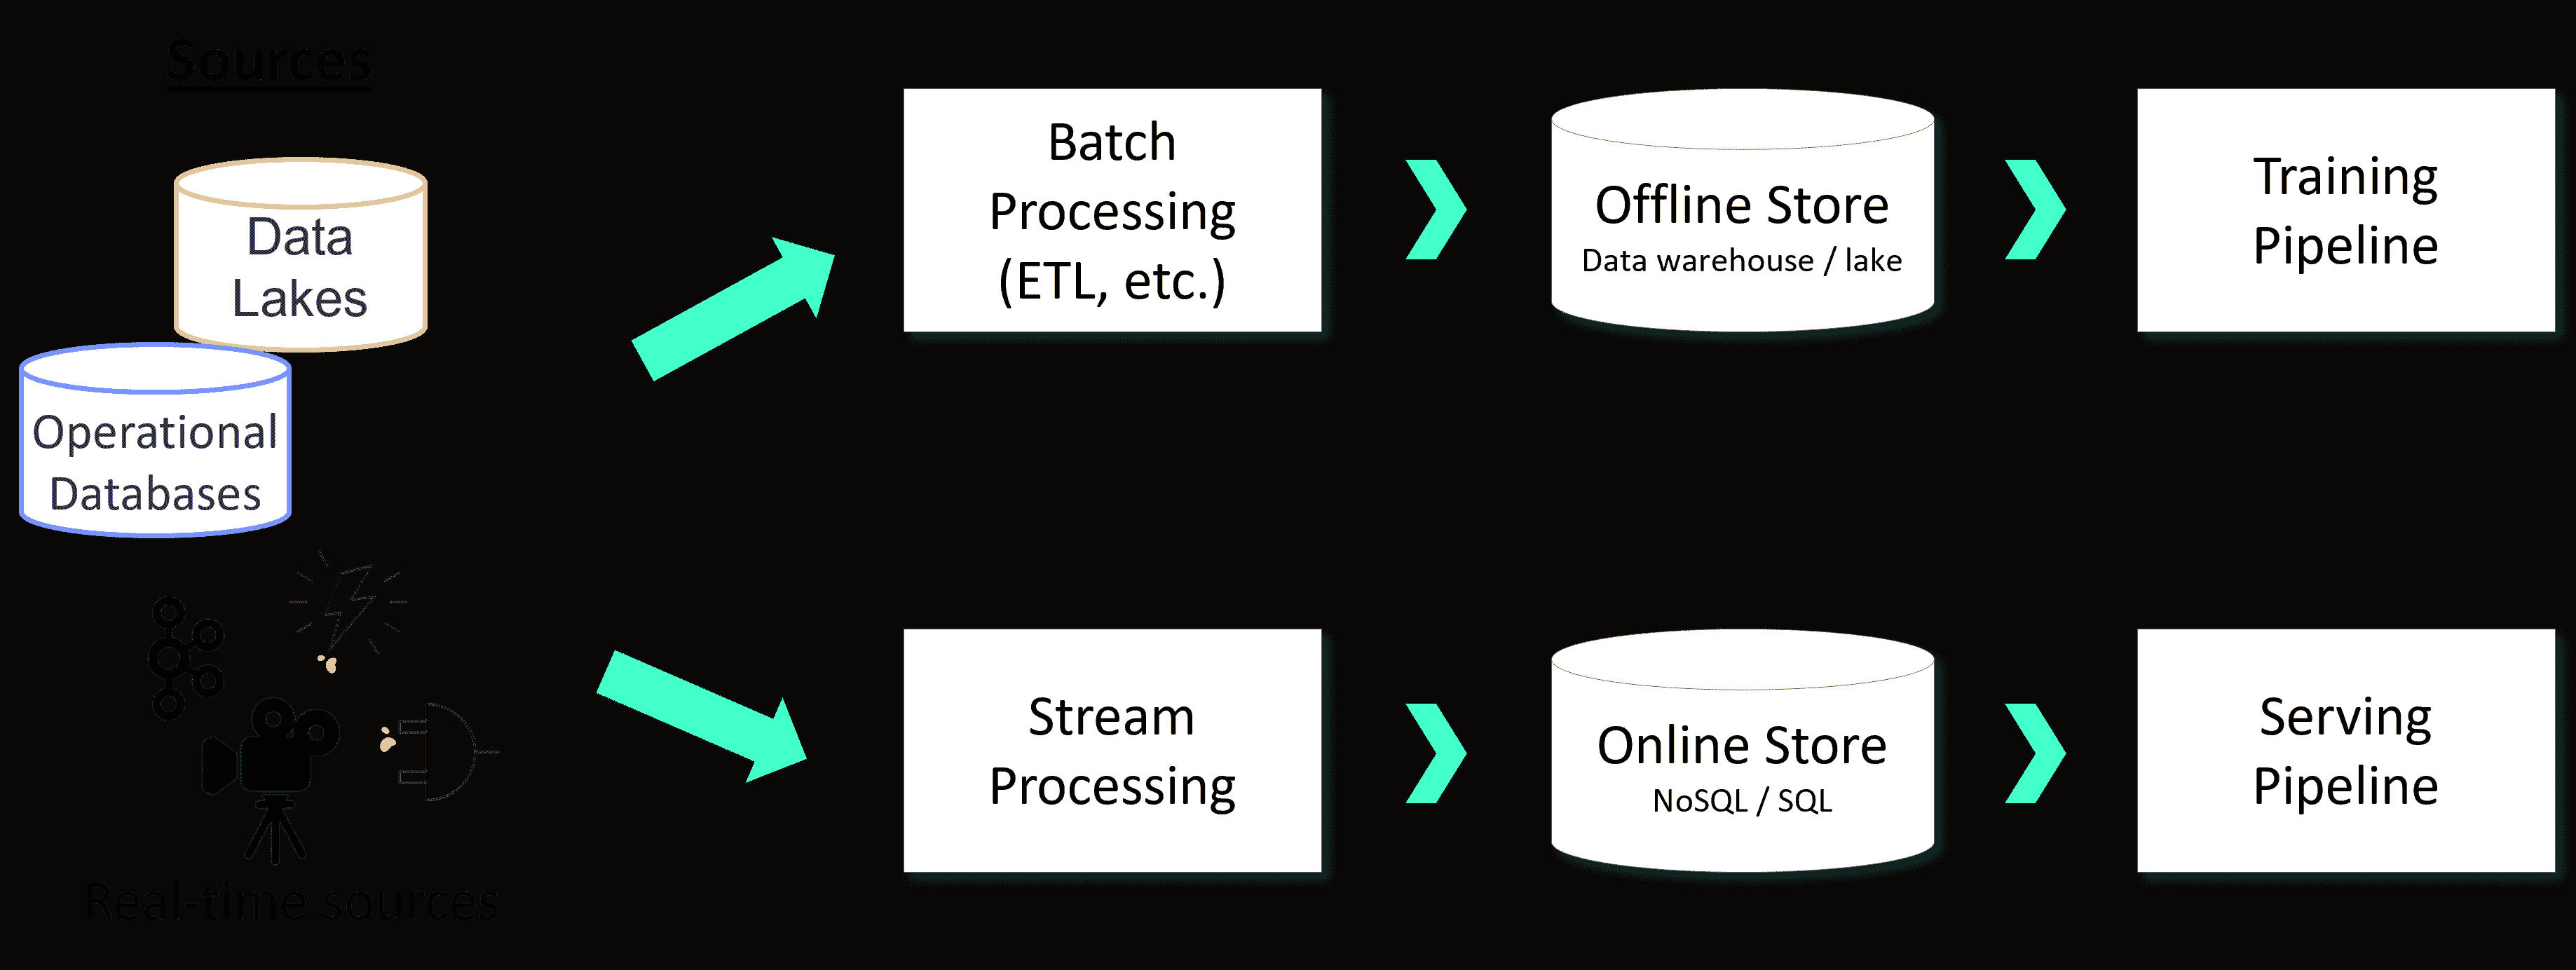 Sources
Data
Lakes
Operational
Databases
Real-time sources
Batch
Processing
(ETL, etc.)
Offline Store
Data warehouse / lake
Training
Pipeline
Stream
Processing
Online Store
NoSQL / SQL
Serving
Pipeline